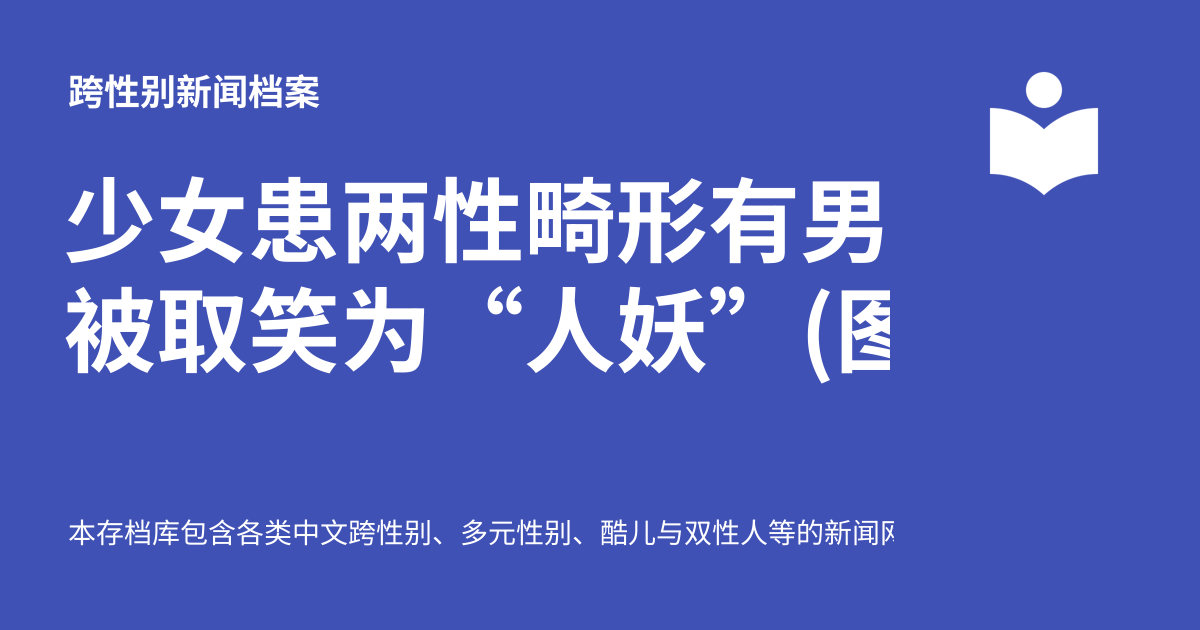 跨性别新闻档案
少女患两性畸形有男
被取笑为“人妖”(图
本存档库包含各类中文跨性别、多元性别、酷儿与双性人等的新闻网